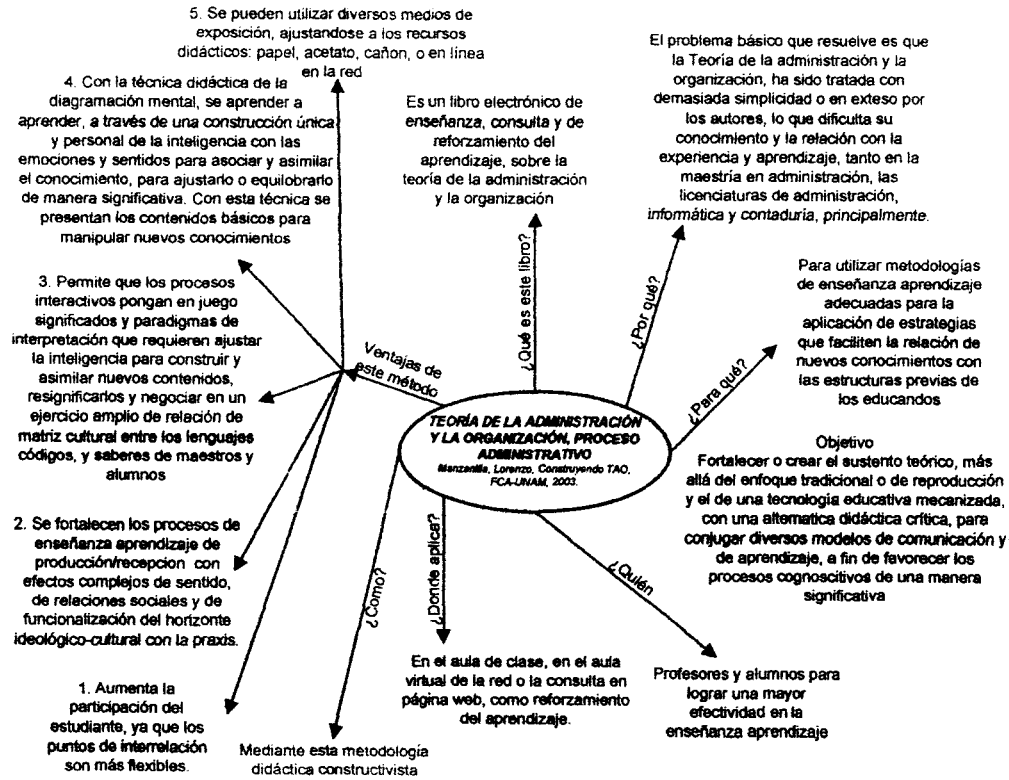 5. Se pueden utilizar diversos medios de
exposición, ajustandose a los recursos
didácticos: papel, acetato, cañon, o en línea
en la red
4. Con la técnica didáctica de la
diagramación mental, se aprender a
aprender, a través de una construcción única
y personal de la inteligencia con las
emociones y sentidos para asociar y asimilar
el conocimiento, para ajustarlo o equilobrarlo
de manera significativa. Con esta técnica se
presentan los contenidos básicos para
manipular nuevos conocimientos
3. Permite que los procesos
interactivos pongan en juego
significados y paradigmas de
interpretación que requieren ajustar
la inteligencia para construir y
asimilar nuevos contenidos,
resignificarlos y negociar en un
ejercicio amplio de relación de
matriz cultural entre los lenguajes
códigos, y saberes de maestros y
alumnos
2. Se fortalecen los procesos de
enseñanza aprendizaje de
producción/recepcion con
efectos complejos de sentido,
de relaciones sociales y de
funcionalización del horizonte
ideológico-cultural con la praxis.
1. Aumenta la
participación del
estudiante, ya que los
puntos de interrelación
son más flexibles.
Ventajas de
este método
Es un libro electrónico de
enseñanza, consulta y de
reforzamiento del
aprendizaje, sobre la
teoría de la administración
y la organización
¿Qué es este libro?
El problema básico que resuelve es que
la Teoría de la administración y la
organización, ha sido tratada con
demasiada simplicidad o en exteso por
los autores, lo que dificulta su
conocimiento y la relación con la
experiencia y aprendizaje, tanto en la
maestría en administración, las
licenciaturas de administración,
informática y contaduría, principalmente.
¿Por qué?
Para utilizar metodologías
de enseñanza aprendizaje
adecuadas para la
aplicación de estrategias
que faciliten la relación de
nuevos conocimientos con
las estructuras previas de
los educandos
¿Para qué?
TEORÍA DE LA ADMINISTRACIÓN
Y LA ORGANIZACIÓN, PROCESO
ADMINISTRATIVO
Manzanilla, Lorenzo, Construyendo TAO,
FCA-UNAM, 2003.
Objetivo
Fortalecer o crear el sustento teórico, más
allá del enfoque tradicional o de reproducción
y el de una tecnología educativa mecanizada,
con una alternatica didáctica crítica, para
conjugar diversos modelos de comunicación y
de aprendizaje, a fin de favorecer los
procesos cognoscitivos de una manera
significativa
¿Como?
Mediante esta metodología
didáctica constructivista
¿Donde aplica?
En el aula de clase, en el aula
virtual de la red o la consulta en
página web, como reforzamiento
del aprendizaje.
¿Quién
Profesores y alumnos para
lograr una mayor
efectividad en la
enseñanza aprendizaje